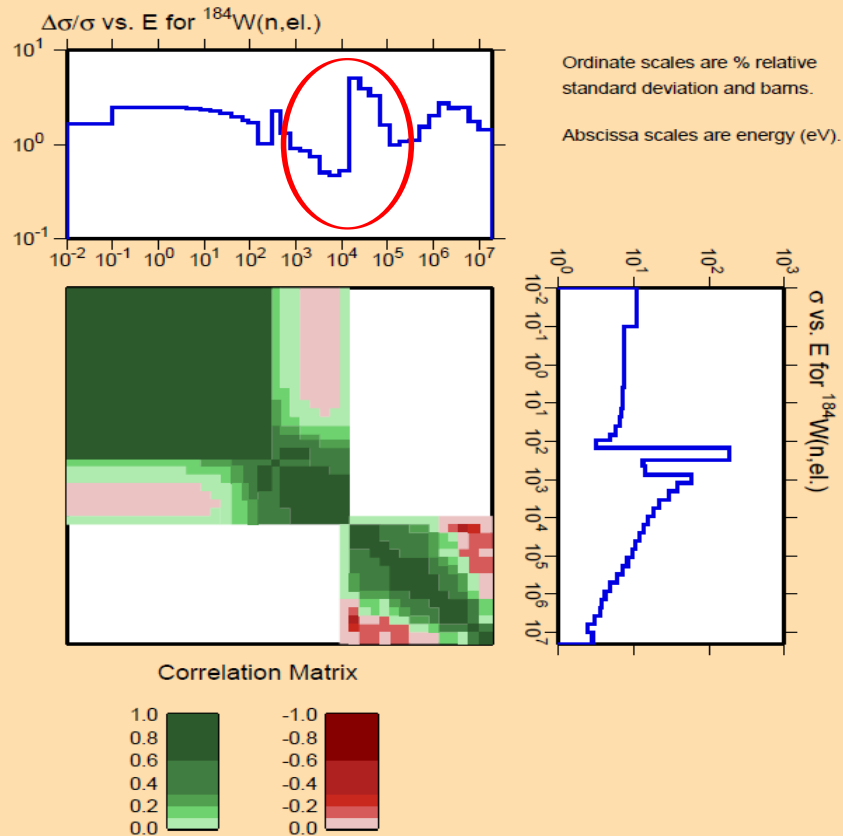 Δσ/σ vs. E for ¹⁸⁴W(n,el.)
10¹
10⁰
10⁻¹
10⁻² 10⁻¹ 10⁰ 10¹ 10² 10³ 10⁴ 10⁵ 10⁶ 10⁷
Ordinate scales are % relative
standard deviation and barns.
Abscissa scales are energy (eV).
10⁰ 10¹ 10² 10³
10⁻² 10⁻¹ 10⁰ 10¹ 10² 10³ 10⁴ 10⁵ 10⁶ 10⁷
σ vs. E for ¹⁸⁴W(n,el.)
Correlation Matrix
1.0
0.8
0.6
0.4
0.2
0.0
-1.0
-0.8
-0.6
-0.4
-0.2
0.0